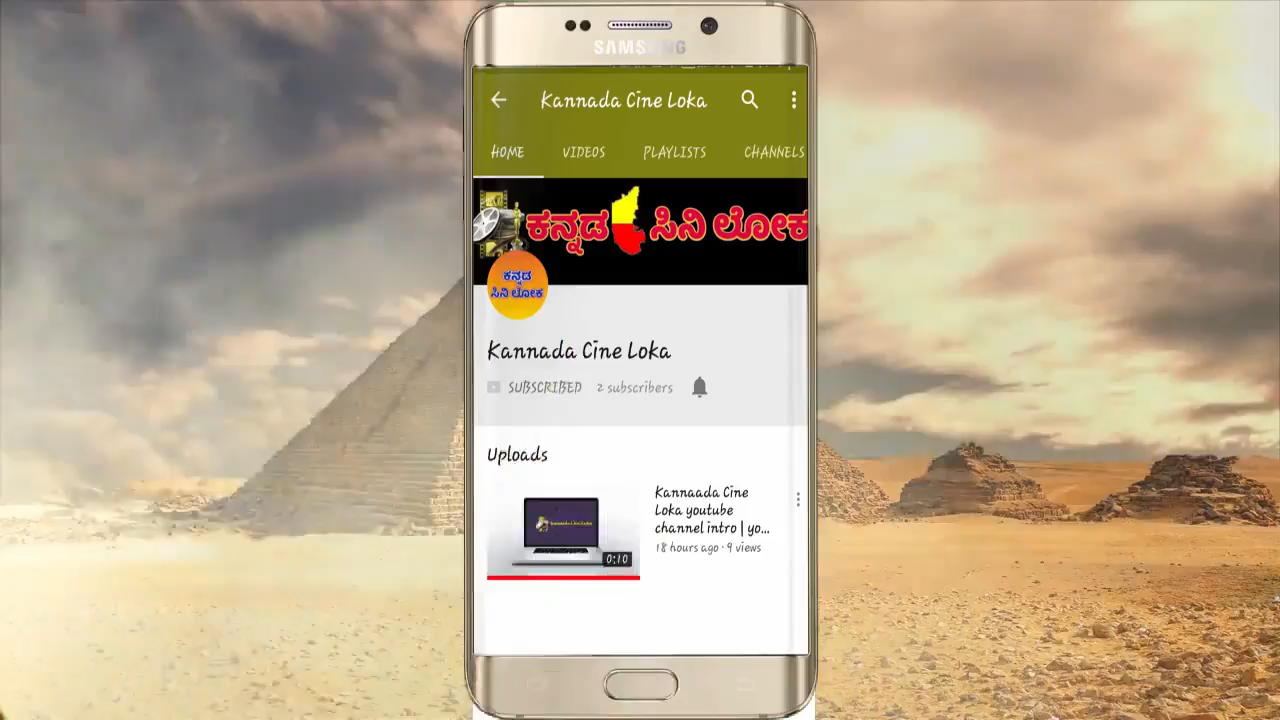 SAMSUNG
Kannada Cine Loka
HOME VIDEOS PLAYLISTS CHANNELS
ಕನ್ನಡ ಸಿನಿ ಲೋಕ
ಕನ್ನಡ
ಸಿನಿ ಲೋಕ
Kannada Cine Loka
SUBSCRIBED 2 subscribers
Uploads
Kannaada Cine
Loka youtube
channel intro | yo...
18 hours ago · 9 views
0:10